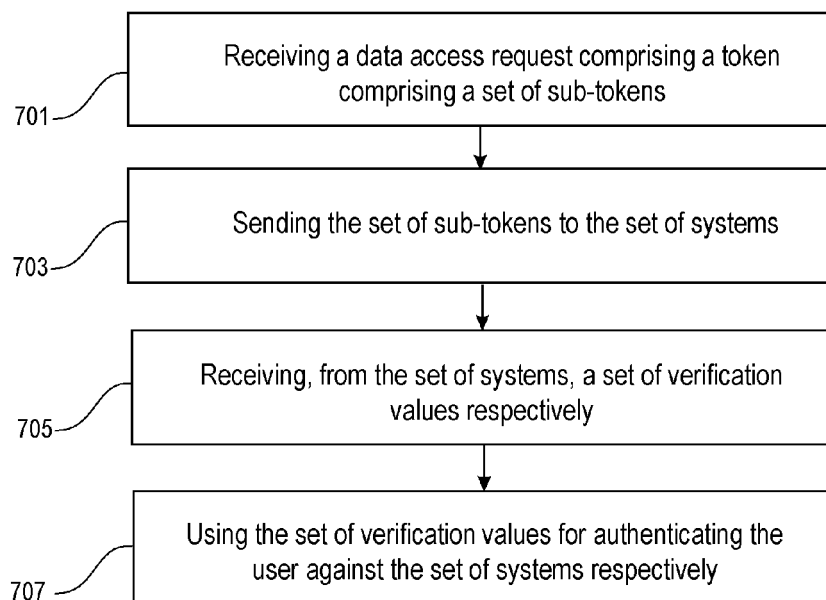 Receiving a data access request comprising a token
comprising a set of sub-tokens
701
Sending the set of sub-tokens to the set of systems
703
Receiving, from the set of systems, a set of verification
values respectively
705
Using the set of verification values for authenticating the
user against the set of systems respectively
707